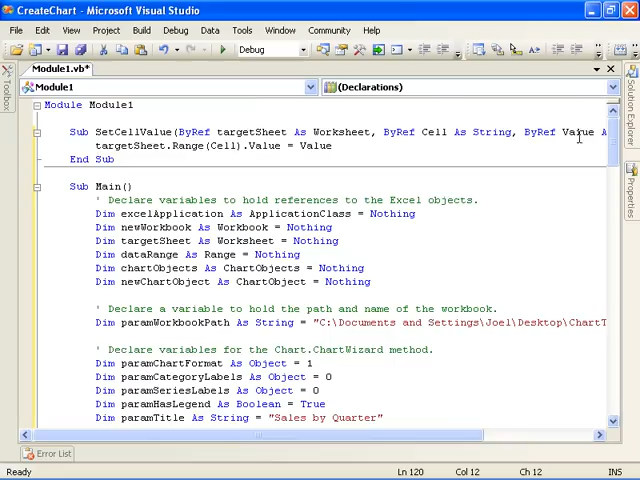 CreateChart - Microsoft Visual Studio
File Edit View Project Build Debug Data Tools Window Community Help
Debug
Module1.vb*
Module1 (Declarations)
Toolbox
Solution Explorer
Properties
Module Module1
Sub SetCellValue(ByRef targetSheet As Worksheet, ByRef Cell As String, ByRef Value A
targetSheet.Range(Cell).Value = Value
End Sub
Sub Main()
' Declare variables to hold references to the Excel objects.
Dim excelApplication As ApplicationClass = Nothing
Dim newWorkbook As Workbook = Nothing
Dim targetSheet As Worksheet = Nothing
Dim dataRange As Range = Nothing
Dim chartObjects As ChartObjects = Nothing
Dim newChartObject As ChartObject = Nothing
' Declare a variable to hold the path and name of the workbook.
Dim paramWorkbookPath As String = "C:\Documents and Settings\Joel\Desktop\ChartT
' Declare variables for the Chart.ChartWizard method.
Dim paramChartFormat As Object = 1
Dim paramCategoryLabels As Object = 0
Dim paramSeriesLabels As Object = 0
Dim paramHasLegend As Boolean = True
Dim paramTitle As String = "Sales by Quarter"
Error List
Ready Ln 120 Col 12 Ch 12 INS